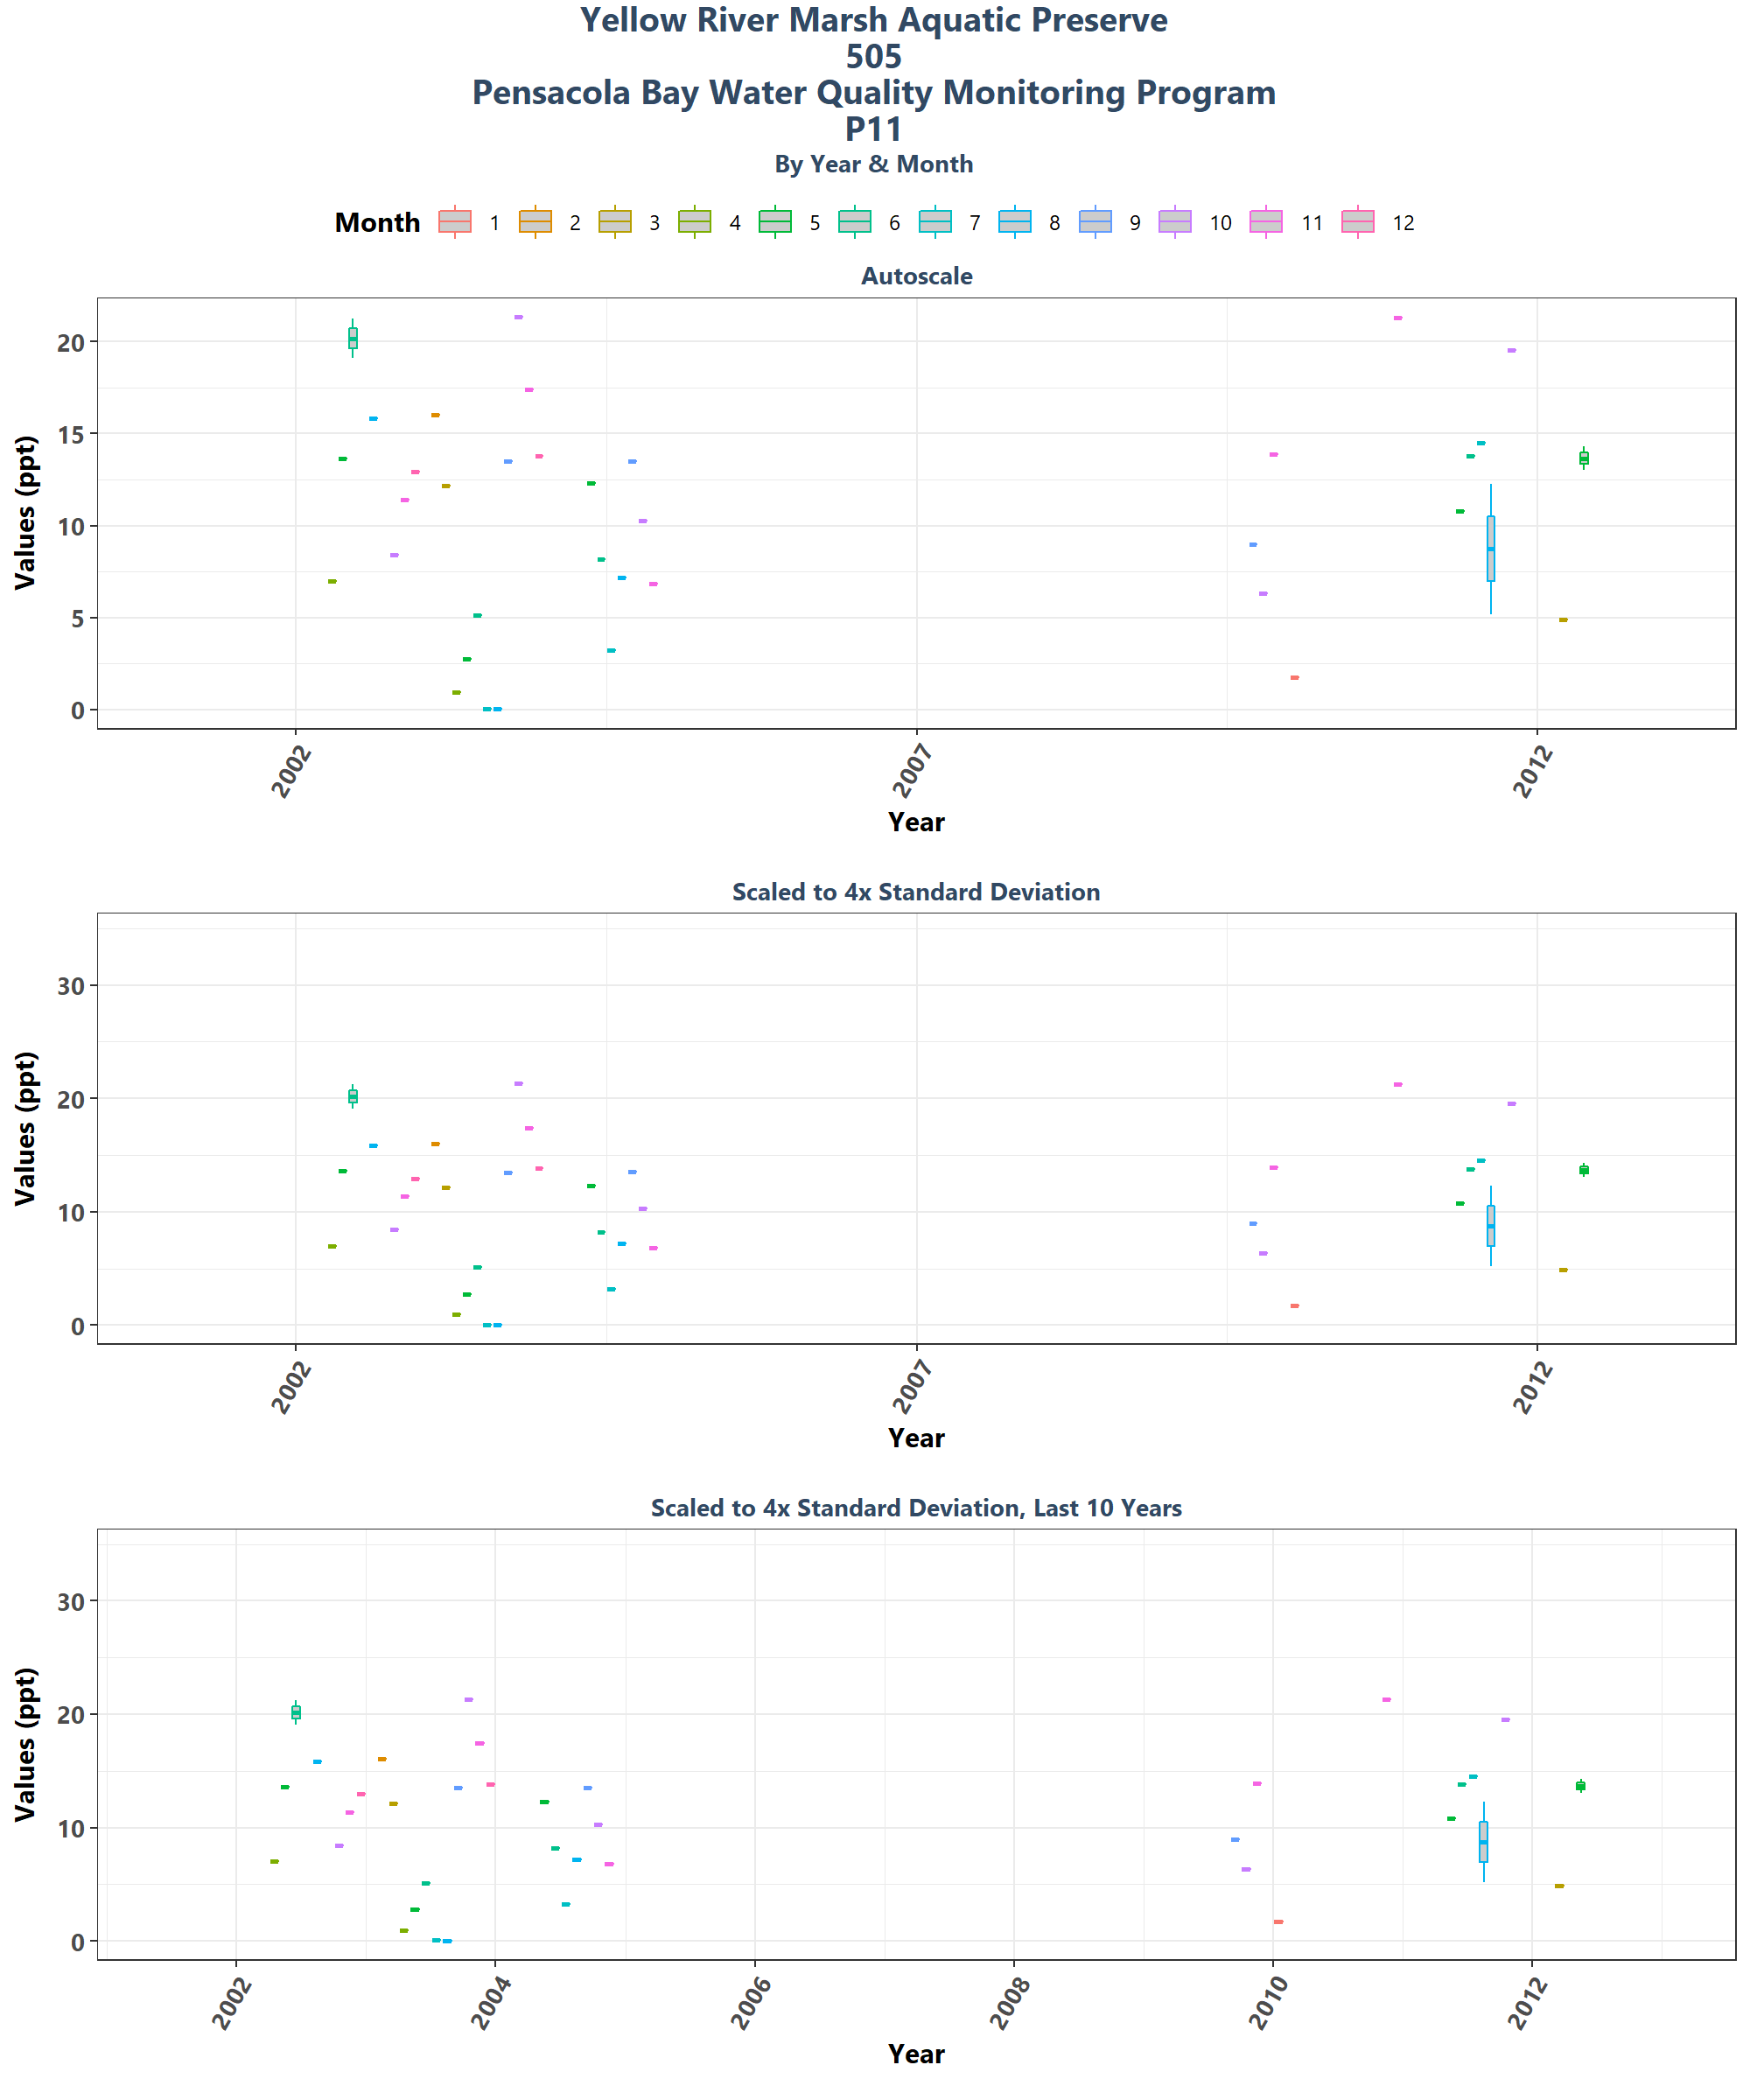 Yellow River Marsh Aquatic Preserve
505
Pensacola Bay Water Quality Monitoring Program
P11
By Year & Month
Month 1 2 3 4 5 6 7 8 9 10 11 12
Autoscale
Values (ppt)
20
15
10
5
0
2002 2007 2012
Year
Scaled to 4x Standard Deviation
Values (ppt)
30
20
10
0
2002 2007 2012
Year
Scaled to 4x Standard Deviation, Last 10 Years
Values (ppt)
30
20
10
0
2002 2004 2006 2008 2010 2012
Year